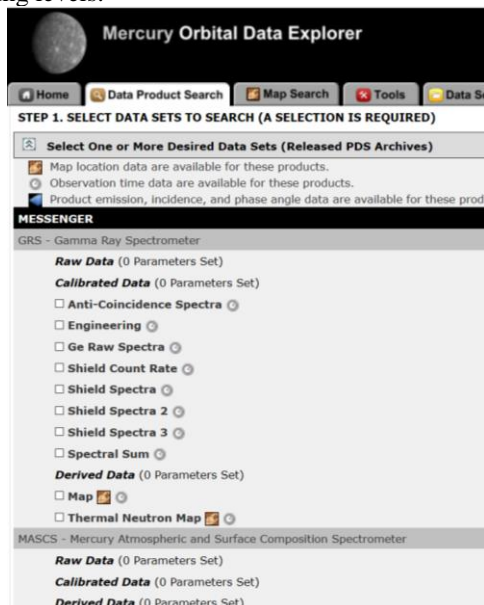 ng levels.
Mercury Orbital Data Explorer
Home Data Product Search Map Search Tools Data S
STEP 1. SELECT DATA SETS TO SEARCH (A SELECTION IS REQUIRED)
Select One or More Desired Data Sets (Released PDS Archives)
Map location data are available for these products.
Observation time data are available for these products.
Product emission, incidence, and phase angle data are available for these prod
MESSENGER
GRS - Gamma Ray Spectrometer
Raw Data (0 Parameters Set)
Calibrated Data (0 Parameters Set)
Anti-Coincidence Spectra
Engineering
Ge Raw Spectra
Shield Count Rate
Shield Spectra
Shield Spectra 2
Shield Spectra 3
Spectral Sum
Derived Data (0 Parameters Set)
Map
Thermal Neutron Map
MASCS - Mercury Atmospheric and Surface Composition Spectrometer
Raw Data (0 Parameters Set)
Calibrated Data (0 Parameters Set)
Derived Data (0 Parameters Set)